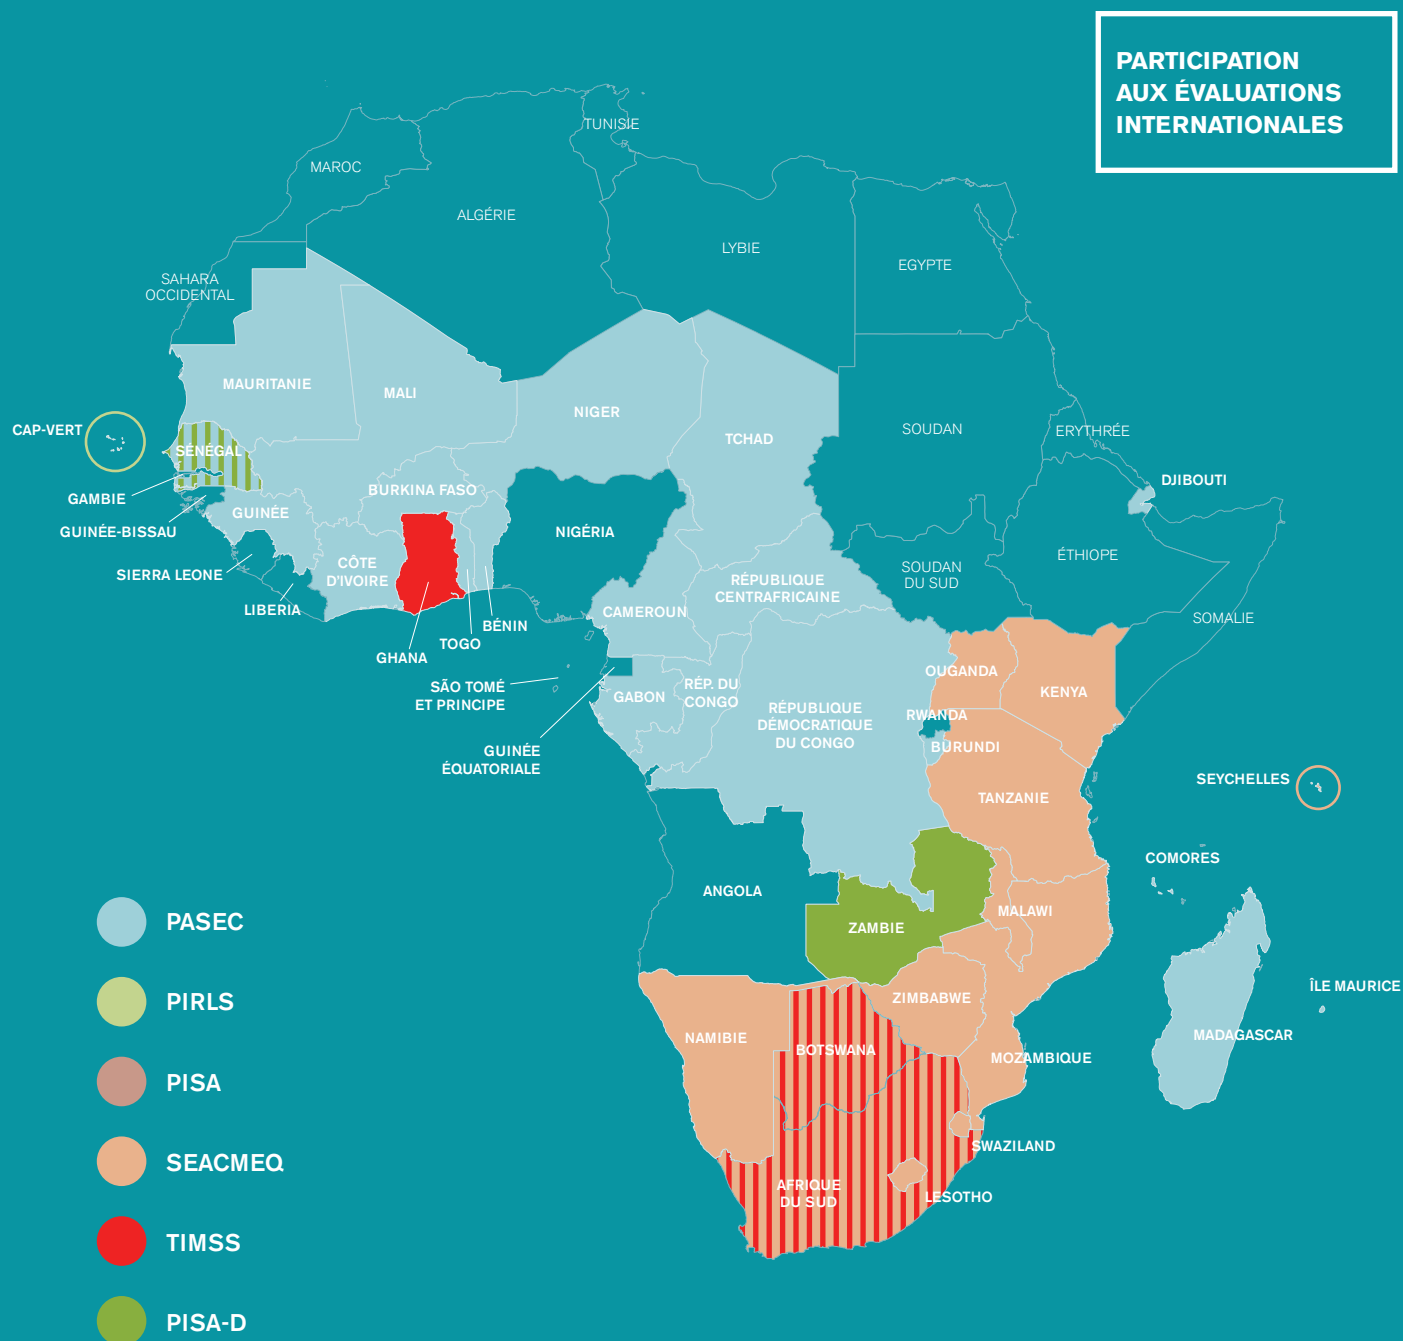 PARTICIPATION
AUX ÉVALUATIONS
INTERNATIONALES
TUNISIE
MAROC
ALGÉRIE
LYBIE
EGYPTE
SAHARA
OCCIDENTAL
MAURITANIE
MALI
NIGER
TCHAD
SOUDAN
ERYTHRÉE
CAP-VERT
SÉNÉGAL
DJIBOUTI
GAMBIE
BURKINA FASO
GUINÉE
GUINÉE-BISSAU
NIGÉRIA
ÉTHIOPE
CÔTE
D'IVOIRE
SIERRA LEONE
SOUDAN
DU SUD
RÉPUBLIQUE
CENTRAFRICAINE
LIBERIA
CAMEROUN
SOMALIE
BÉNIN
TOGO
GHANA
OUGANDA
KENYA
SÃO TOMÉ
ET PRINCIPE
GABON
RÉP. DU
CONGO
RÉPUBLIQUE
DÉMOCRATIQUE
DU CONGO
RWANDA
BURUNDI
GUINÉE
ÉQUATORIALE
SEYCHELLES
TANZANIE
COMORES
ANGOLA
MALAWI
ZAMBIE
ÎLE MAURICE
ZIMBABWE
NAMIBIE
BOTSWANA
MADAGASCAR
MOZAMBIQUE
SWAZILAND
AFRIQUE
DU SUD
LESOTHO
PASEC
PIRLS
PISA
SEACMEQ
TIMSS
PISA-D